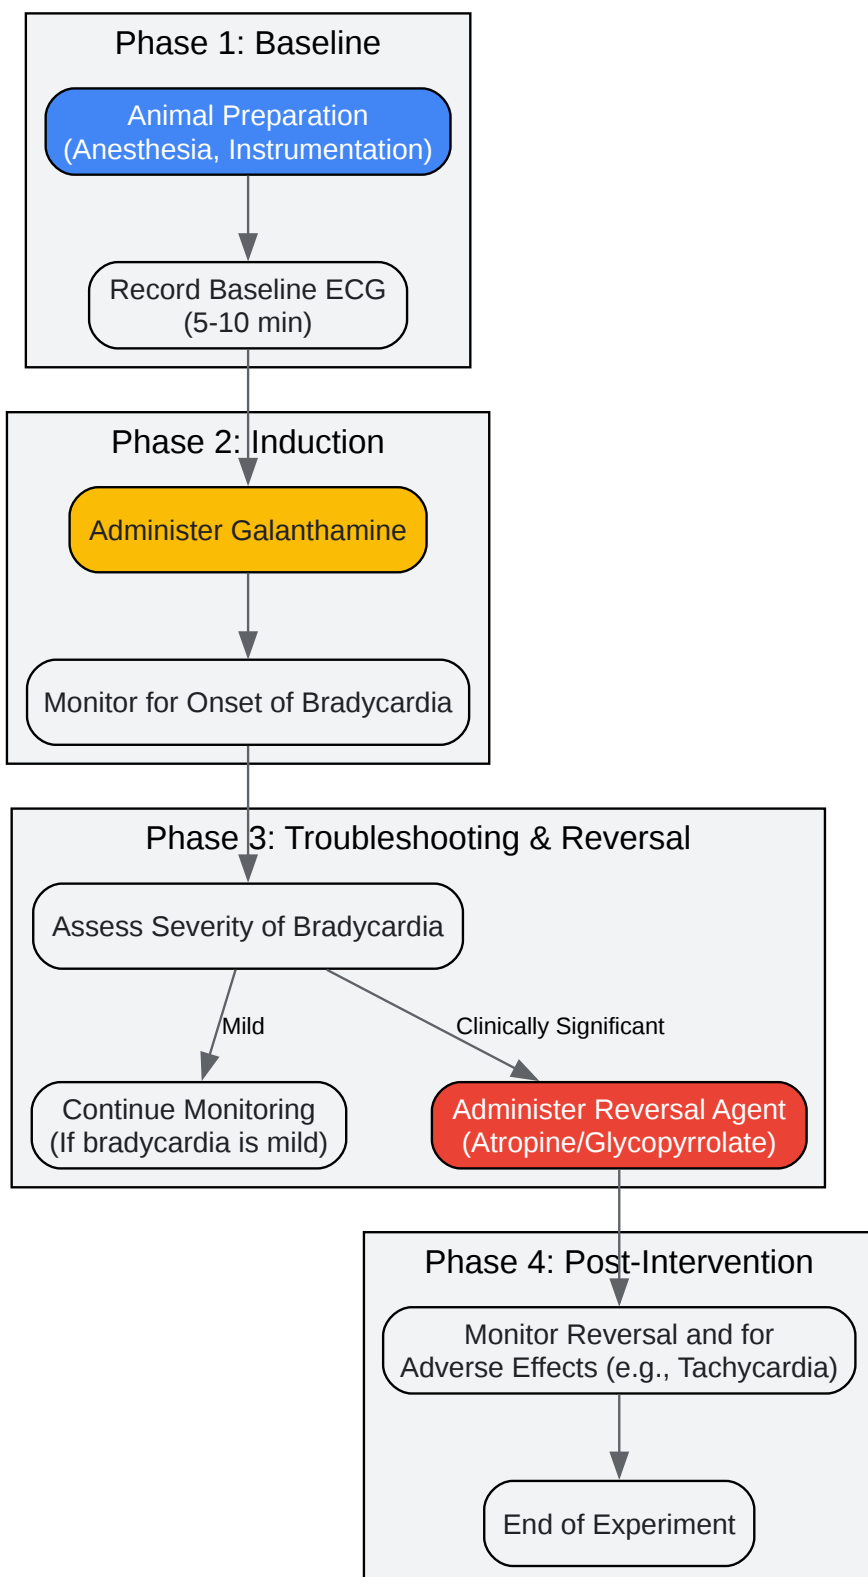 Phase 1: Baseline
Animal Preparation
(Anesthesia, Instrumentation)
Record Baseline ECG
(5-10 min)
Phase 2: Induction
Administer Galanthamine
Monitor for Onset of Bradycardia
Phase 3: Troubleshooting & Reversal
Assess Severity of Bradycardia
Mild
Clinically Significant
Continue Monitoring
(If bradycardia is mild)
Administer Reversal Agent
(Atropine/Glycopyrrolate)
Phase 4: Post-Intervention
Monitor Reversal and for
Adverse Effects (e.g., Tachycardia)
End of Experiment